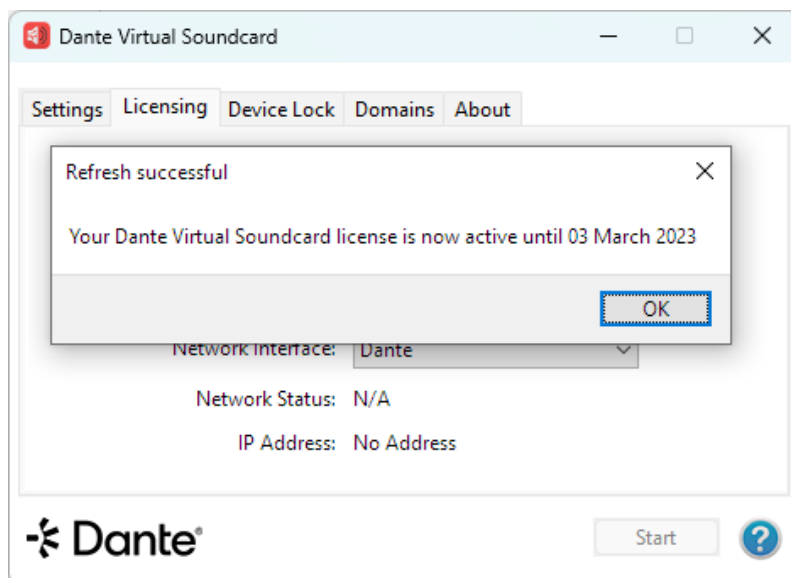 Dante Virtual Soundcard
Settings Licensing Device Lock Domains About
Refresh successful
Your Dante Virtual Soundcard license is now active until 03 March 2023
OK
Network Interface: Dante
Network Status: N/A
IP Address: No Address
Dante®
Start
?